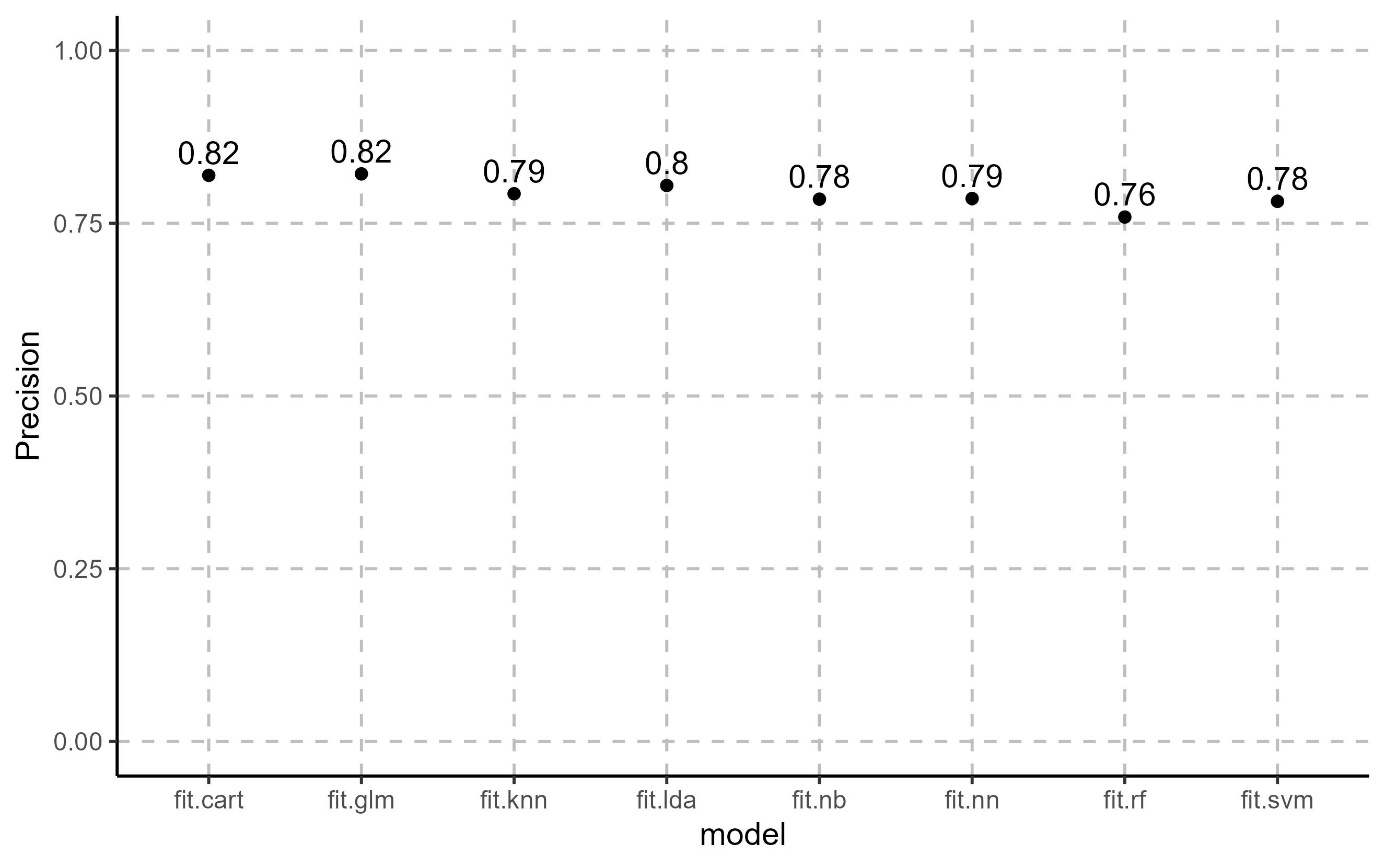 1.00
0.82 0.82 0.79 0.8 0.78 0.79 0.76 0.78
0.75
Precision
0.50
0.25
0.00
fit.cart fit.glm fit.knn fit.lda fit.nb fit.nn fit.rf fit.svm
model